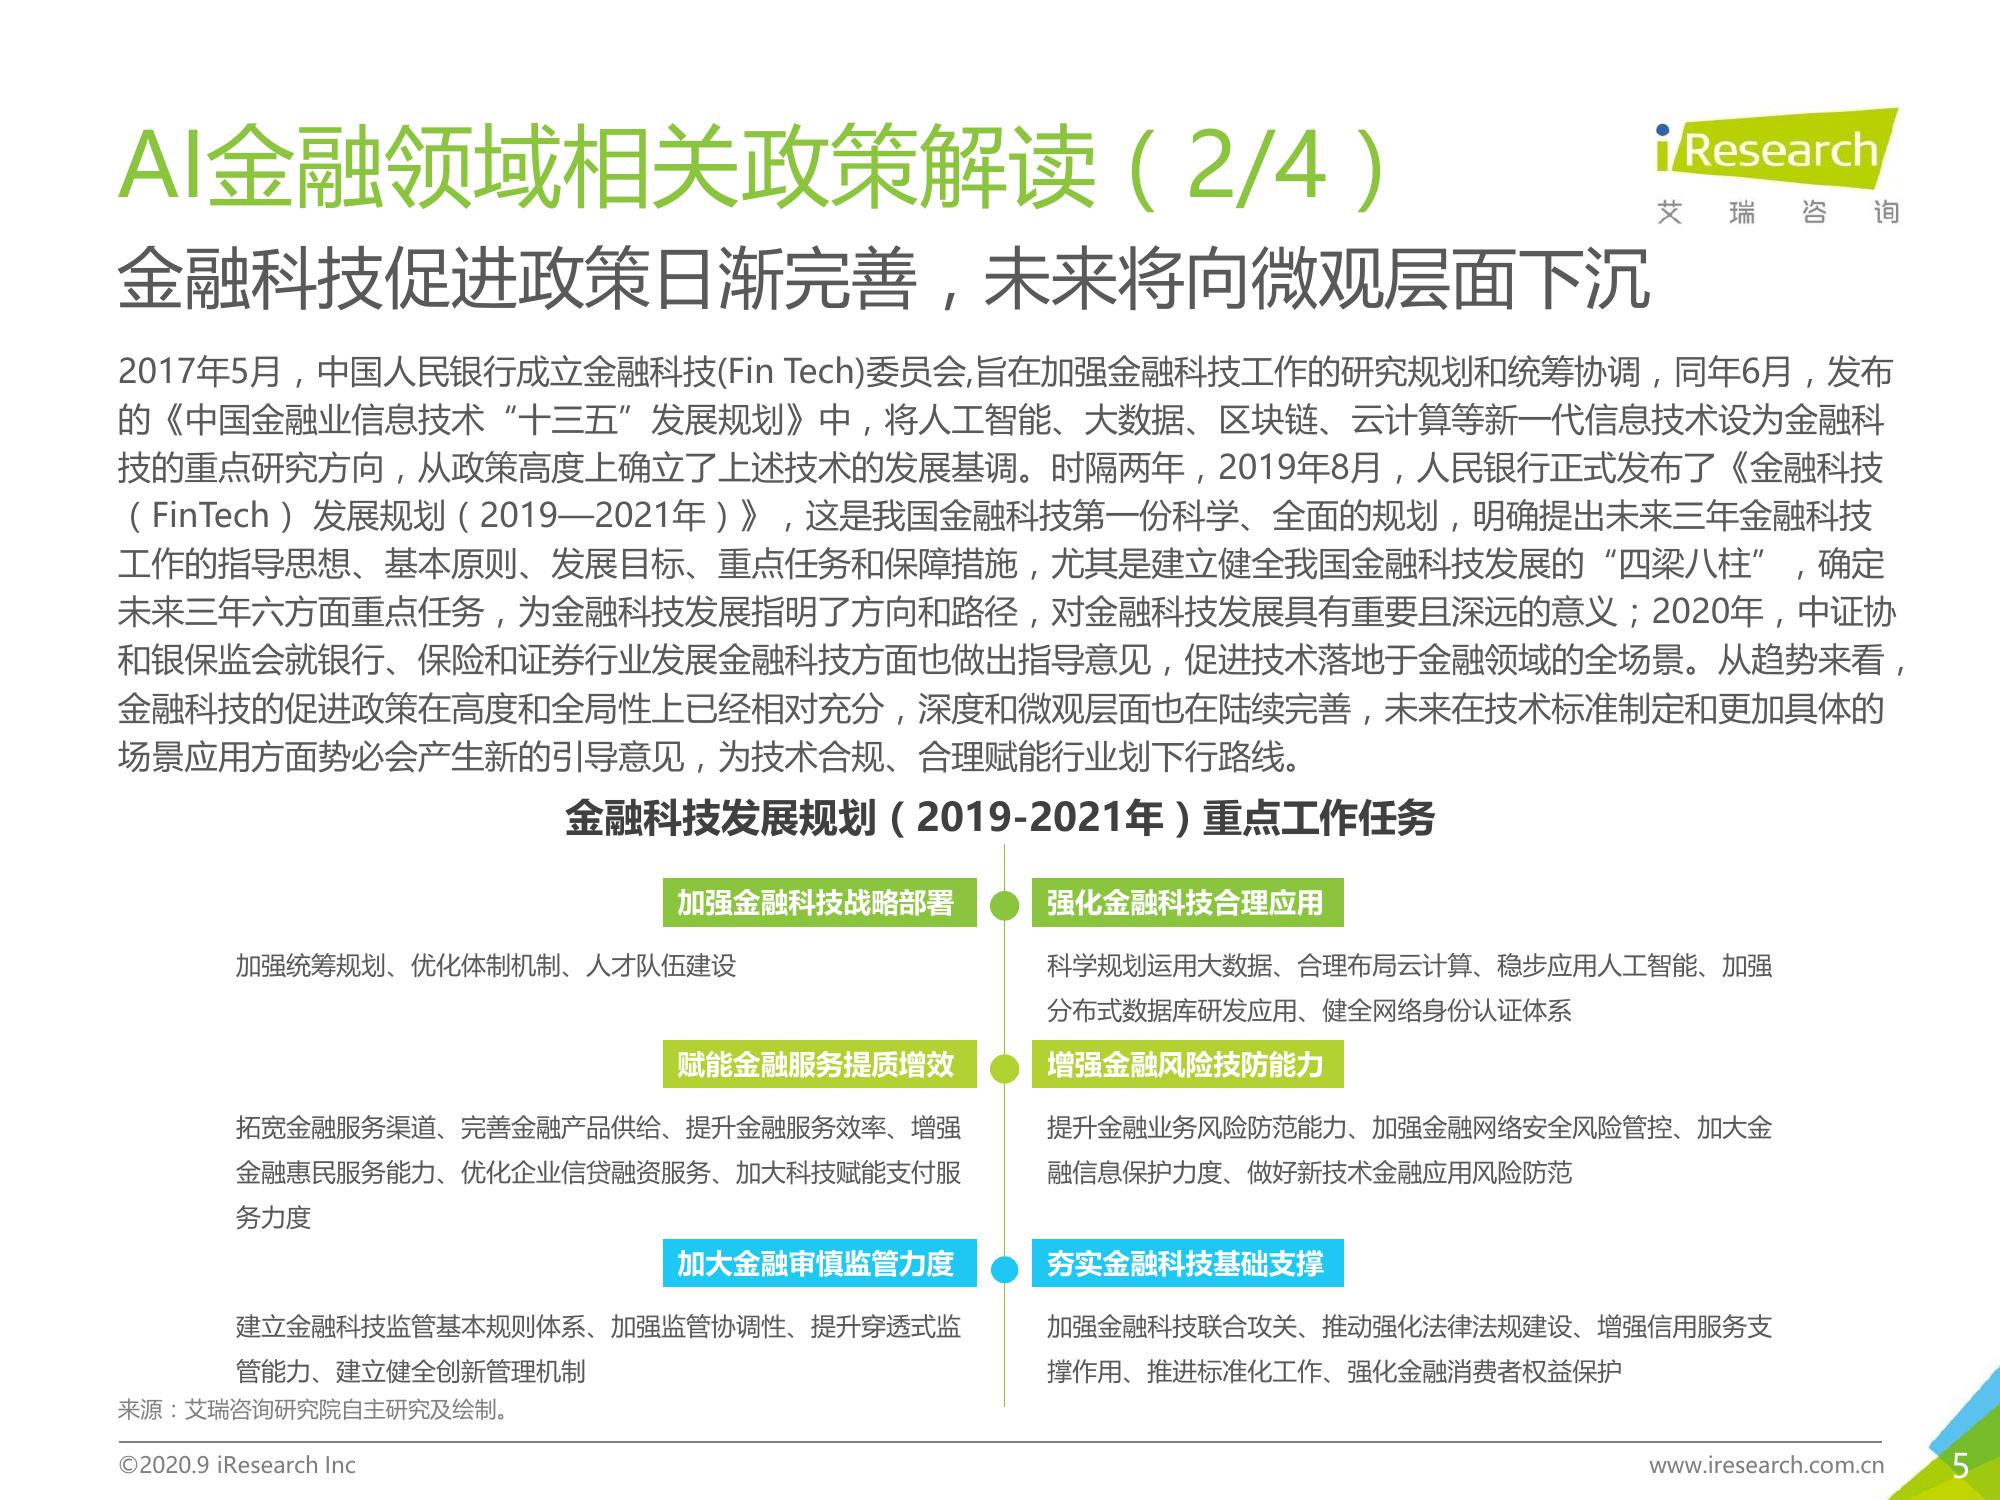 AI金融领域相关政策解读（2/4）
iResearch
艾瑞咨询
金融科技促进政策日渐完善，未来将向微观层面下沉
2017年5月，中国人民银行成立金融科技(Fin Tech)委员会,旨在加强金融科技工作的研究规划和统筹协调，同年6月，发布
的《中国金融业信息技术“十三五”发展规划》中，将人工智能、大数据、区块链、云计算等新一代信息技术设为金融科
技的重点研究方向，从政策高度上确立了上述技术的发展基调。时隔两年，2019年8月，人民银行正式发布了《金融科技
（FinTech） 发展规划（2019—2021年）》，这是我国金融科技第一份科学、全面的规划，明确提出未来三年金融科技
工作的指导思想、基本原则、发展目标、重点任务和保障措施，尤其是建立健全我国金融科技发展的“四梁八柱”，确定
未来三年六方面重点任务，为金融科技发展指明了方向和路径，对金融科技发展具有重要且深远的意义；2020年，中证协
和银保监会就银行、保险和证券行业发展金融科技方面也做出指导意见，促进技术落地于金融领域的全场景。从趋势来看，
金融科技的促进政策在高度和全局性上已经相对充分，深度和微观层面也在陆续完善，未来在技术标准制定和更加具体的
场景应用方面势必会产生新的引导意见，为技术合规、合理赋能行业划下行路线。
金融科技发展规划（2019-2021年）重点工作任务
加强金融科技战略部署
加强统筹规划、优化体制机制、人才队伍建设
强化金融科技合理应用
科学规划运用大数据、合理布局云计算、稳步应用人工智能、加强
分布式数据库研发应用、健全网络身份认证体系
赋能金融服务提质增效
拓宽金融服务渠道、完善金融产品供给、提升金融服务效率、增强
金融惠民服务能力、优化企业信贷融资服务、加大科技赋能支付服
务力度
增强金融风险技防能力
提升金融业务风险防范能力、加强金融网络安全风险管控、加大金
融信息保护力度、做好新技术金融应用风险防范
加大金融审慎监管力度
建立金融科技监管基本规则体系、加强监管协调性、提升穿透式监
管能力、建立健全创新管理机制
夯实金融科技基础支撑
加强金融科技联合攻关、推动强化法律法规建设、增强信用服务支
撑作用、推进标准化工作、强化金融消费者权益保护
来源：艾瑞咨询研究院自主研究及绘制。
©2020.9 iResearch Inc
www.iresearch.com.cn
5